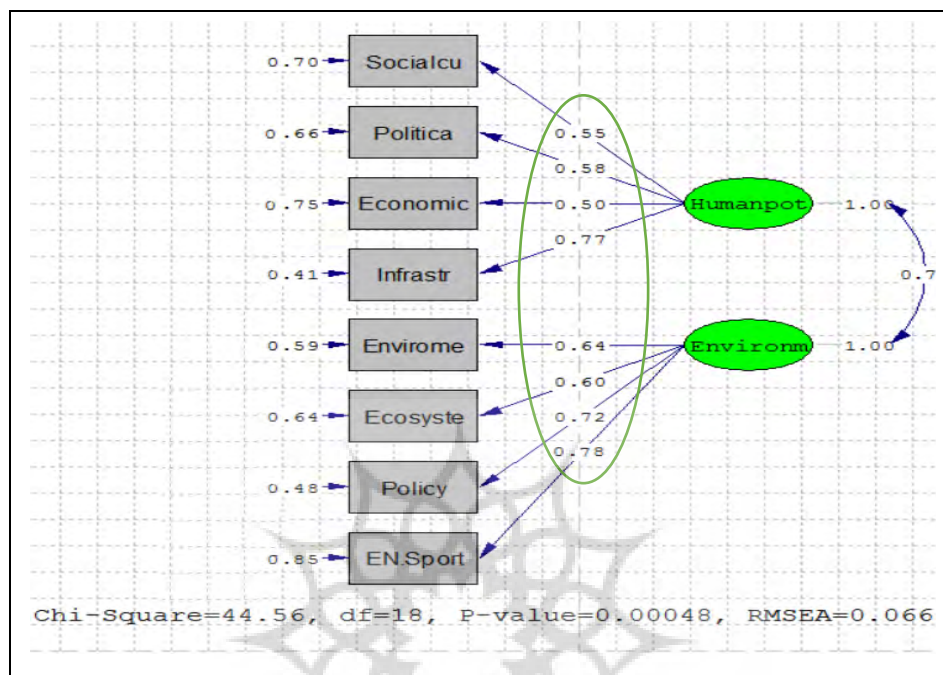 0.70 Socialcu
0.55
0.66 Politica
0.58
0.75 Economic 0.50 Humanpot 1.00
0.77
0.41 Infrastr 0.7
0.59 Envirome 0.64 Environm 1.00
0.60
0.64 Ecosyste 0.72
0.78
0.48 Policy
0.85 EN.Sport
Chi-Square=44.56, df=18, P-value=0.00048, RMSEA=0.066